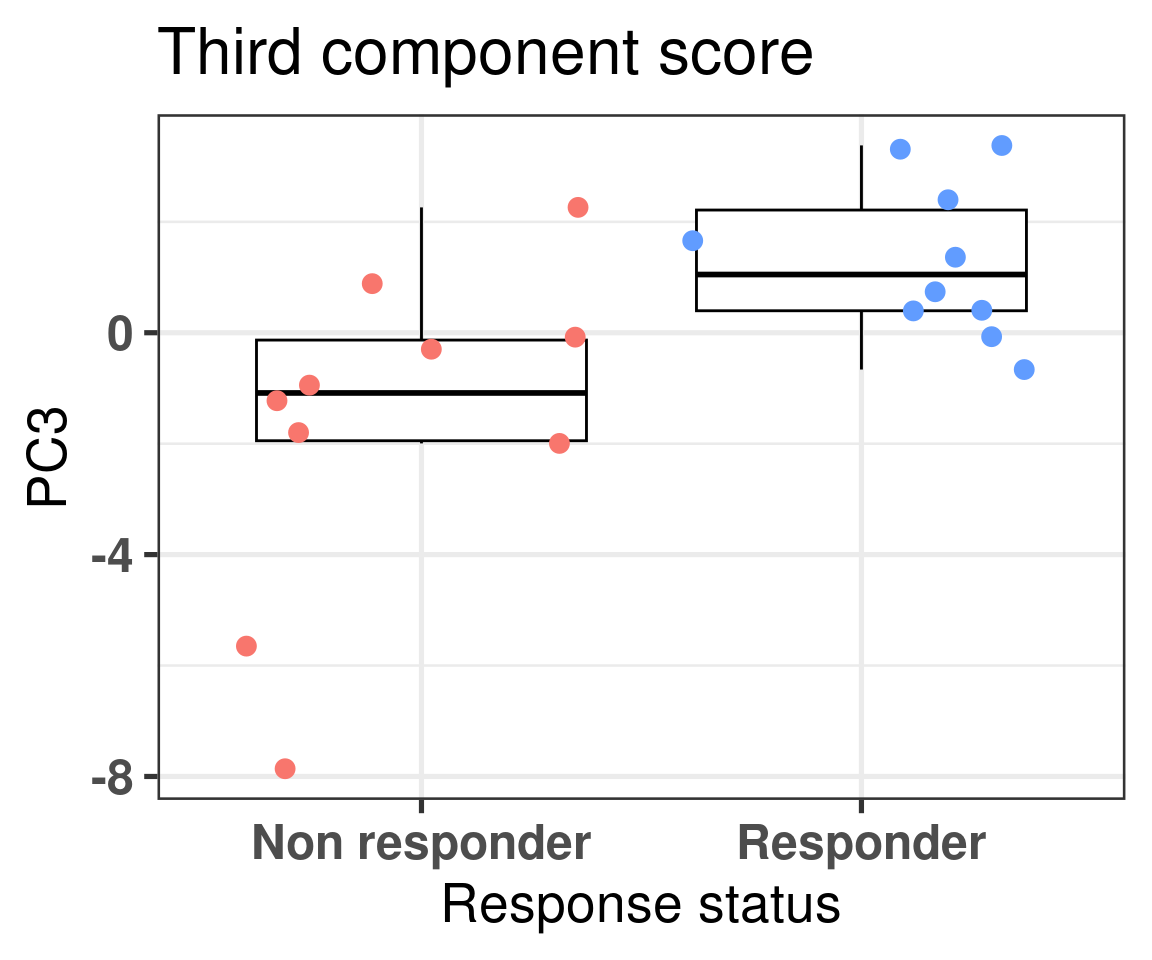 Third component score
PC3
0
-4
-8
Non responder
Responder
Response status